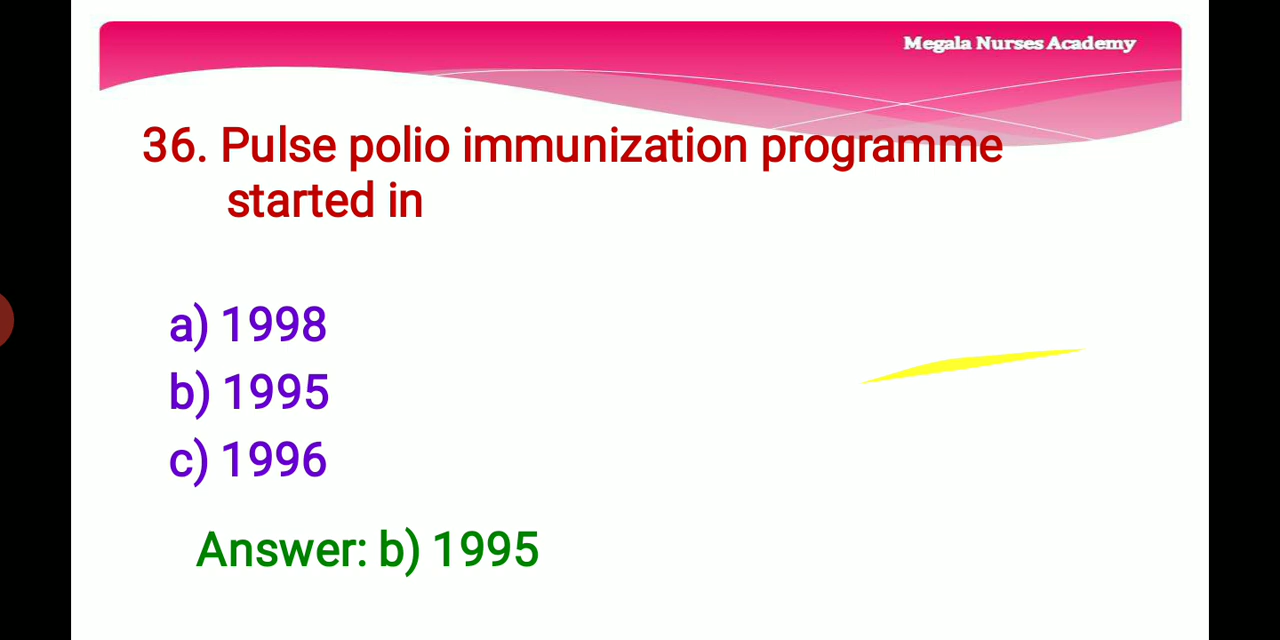 Megala Nurses Academy
36. Pulse polio immunization programme
started in
a) 1998
b) 1995
c) 1996
Answer: b) 1995